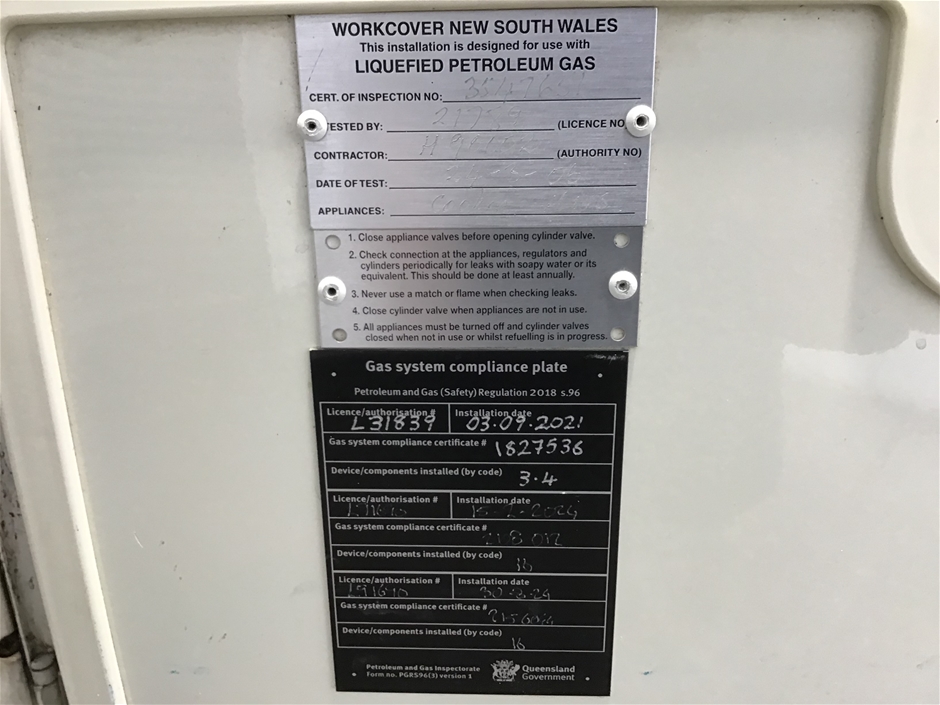 WORKCOVER NEW SOUTH WALES
This installation is designed for use with
LIQUEFIED PETROLEUM GAS
CERT. OF INSPECTION NO:
TESTED BY: (LICENCE NO
CONTRACTOR: (AUTHORITY NO)
DATE OF TEST:
APPLIANCES:
1. Close appliance valves before opening cylinder valve.
2. Check connection at the appliances, regulators and
cylinders periodically for leaks with soapy water or its
equivalent. This should be done at least annually.
3. Never use a match or flame when checking leaks.
4. Close cylinder valve when appliances are not in use.
5. All appliances must be turned off and cylinder valves
closed when not in use or whilst refuelling is in progress.
Gas system compliance plate
Petroleum and Gas (Safety) Regulation 2018 s.96
Licence/authorisation # Installation date
L31839 03.09.2021
Gas system compliance certificate # 1827536
Device/components installed (by code) 3.4
Licence/authorisation # Installation date
Gas system compliance certificate #
Device/components installed (by code) 16
Licence/authorisation # Installation date
Gas system compliance certificate #
Device/components installed (by code) 16
Petroleum and Gas Inspectorate
Form no. PGRS96(3) version 1
Queensland
Government